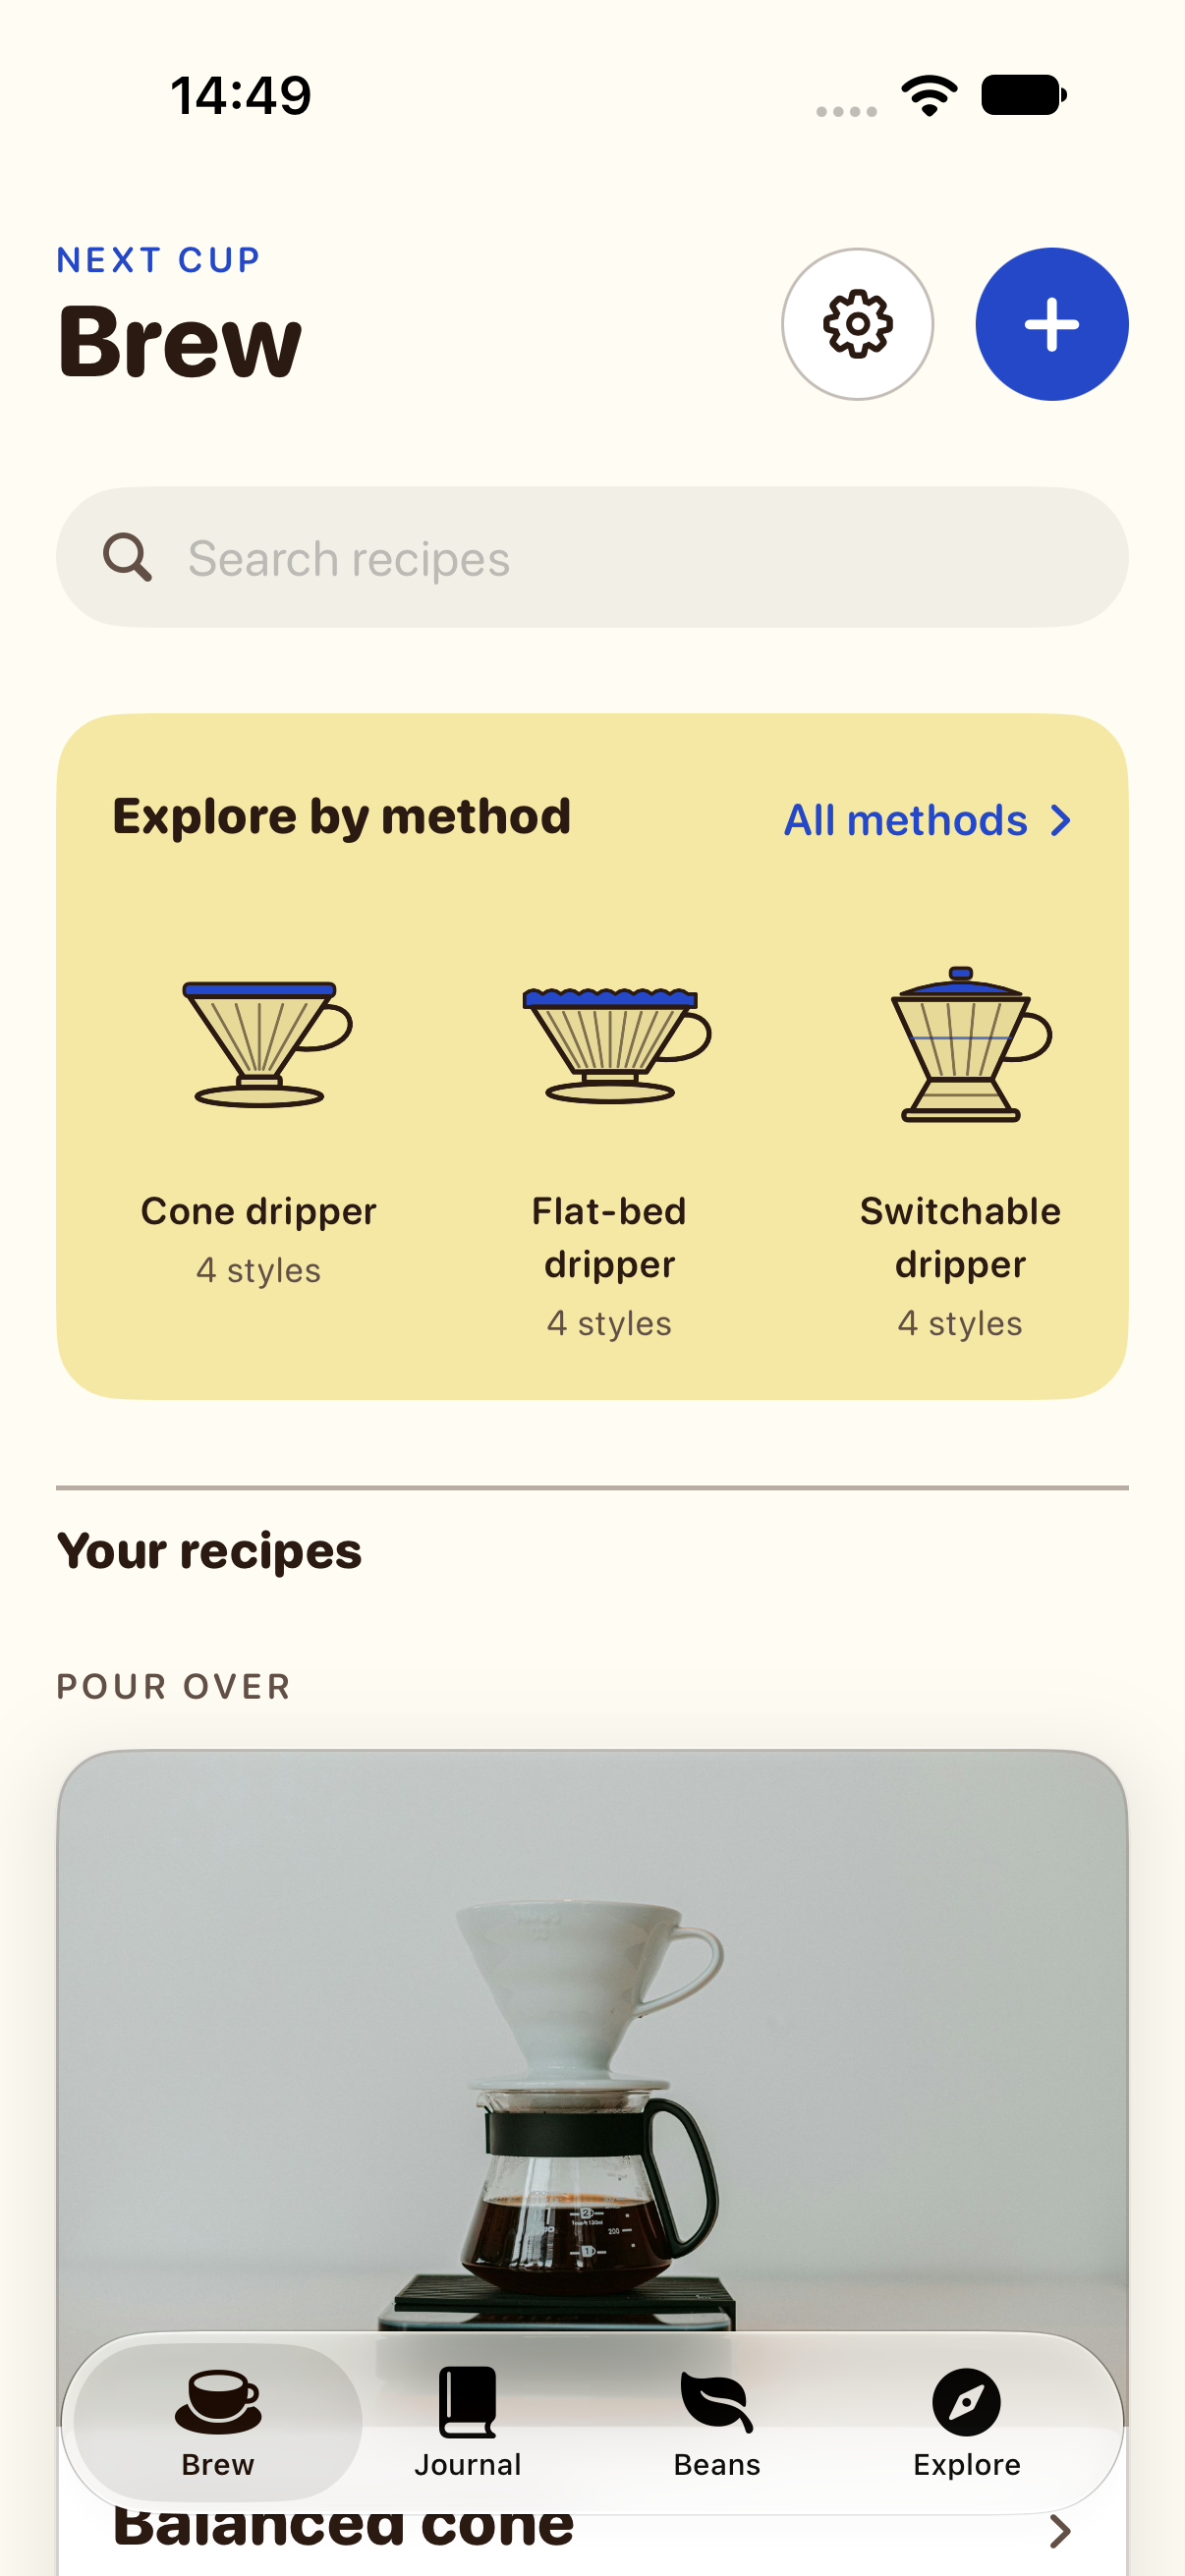 14:49
NEXT CUP
Brew
Search recipes
Explore by method
All methods
Cone dripper
4 styles
Flat-bed
dripper
4 styles
Switchable
dripper
4 styles
Your recipes
POUR OVER
200
Brew
Journal
Beans
Explore
Balanced cone